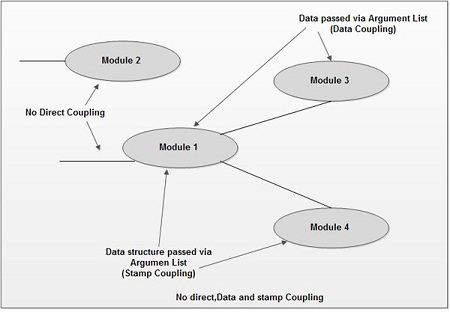 Data passed via Argument List
(Data Coupling)
Module 2
Module 3
No Direct Coupling
Module 1
Module 4
Data structure passed via
Argumen List
(Stamp Coupling)
No direct,Data and stamp Coupling